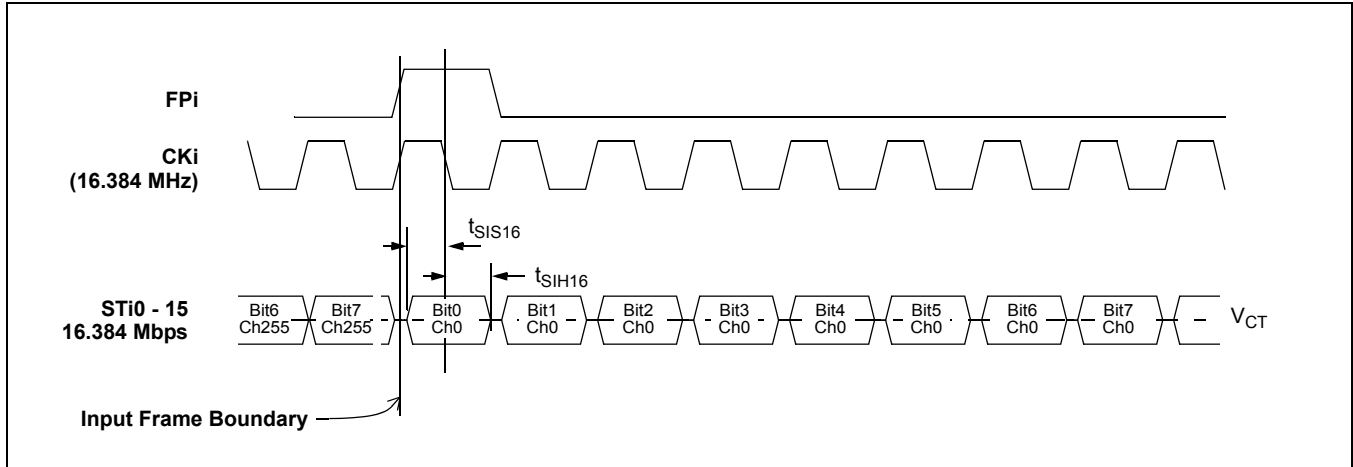 FPi
CKi
(16.384 MHz)
tSIS16
tSIH16
STi0 - 15
16.384 Mbps
Bit6
Ch255
Bit7
Ch255
Bit0
Ch0
Bit1
Ch0
Bit2
Ch0
Bit3
Ch0
Bit4
Ch0
Bit5
Ch0
Bit6
Ch0
Bit7
Ch0
VCT
Input Frame Boundary